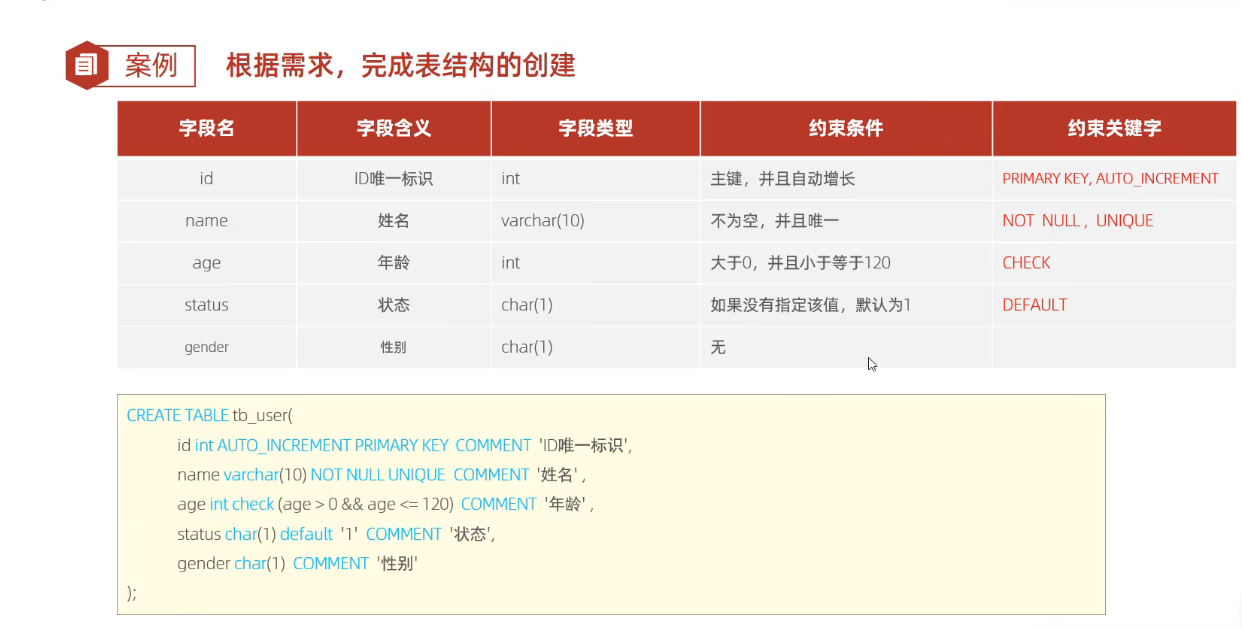 案例 根据需求，完成表结构的创建
字段名 字段含义 字段类型 约束条件 约束关键字
id ID唯一标识 int 主键，并且自动增长 PRIMARY KEY, AUTO_INCREMENT
name 姓名 varchar(10) 不为空，并且唯一 NOT NULL , UNIQUE
age 年龄 int 大于0，并且小于等于120 CHECK
status 状态 char(1) 如果没有指定该值，默认为1 DEFAULT
gender 性别 char(1) 无
CREATE TABLE tb_user(
id int AUTO_INCREMENT PRIMARY KEY COMMENT 'ID唯一标识',
name varchar(10) NOT NULL UNIQUE COMMENT '姓名' ,
age int check (age > 0 && age <= 120) COMMENT '年龄' ,
status char(1) default '1' COMMENT '状态',
gender char(1) COMMENT '性别'
);